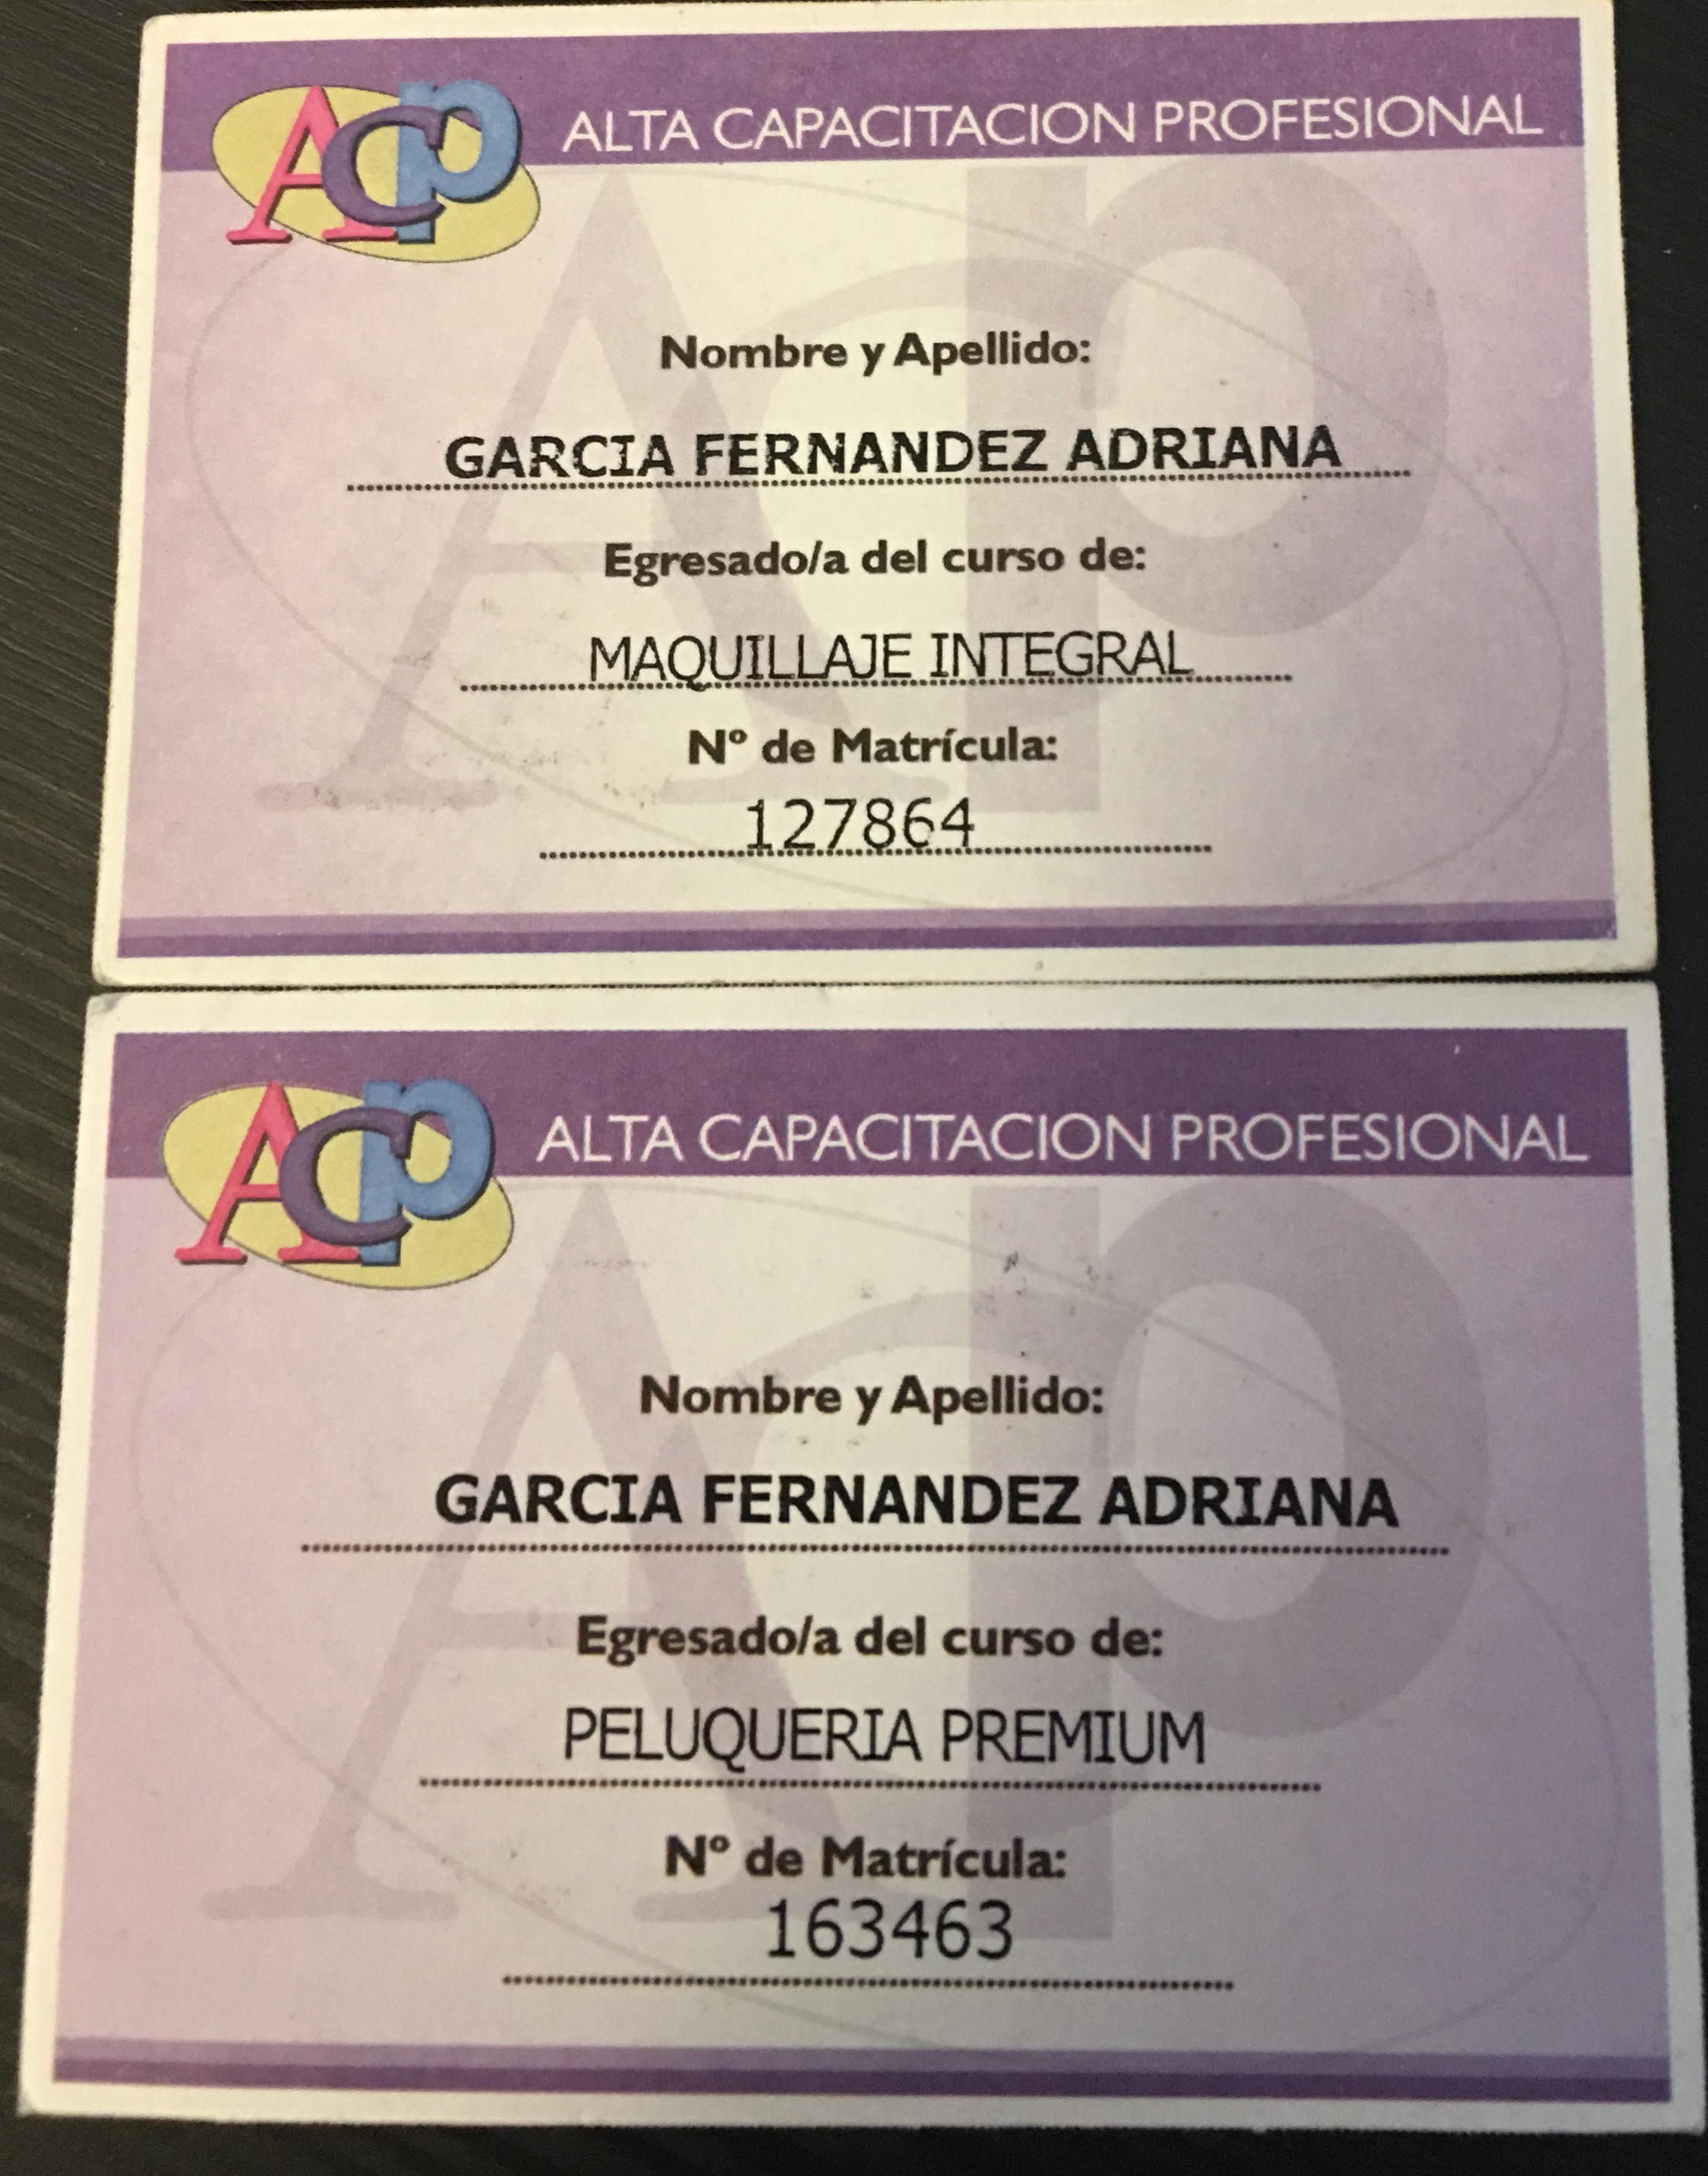 ACP
ALTA CAPACITACION PROFESIONAL
Nombre y Apellido:
GARCIA FERNANDEZ ADRIANA
Egresado/a del curso de:
MAQUILLAJE INTEGRAL
Nº de Matrícula:
127864
ACP
ALTA CAPACITACION PROFESIONAL
Nombre y Apellido:
GARCIA FERNANDEZ ADRIANA
Egresado/a del curso de:
PELUQUERIA PREMIUM
Nº de Matrícula:
163463